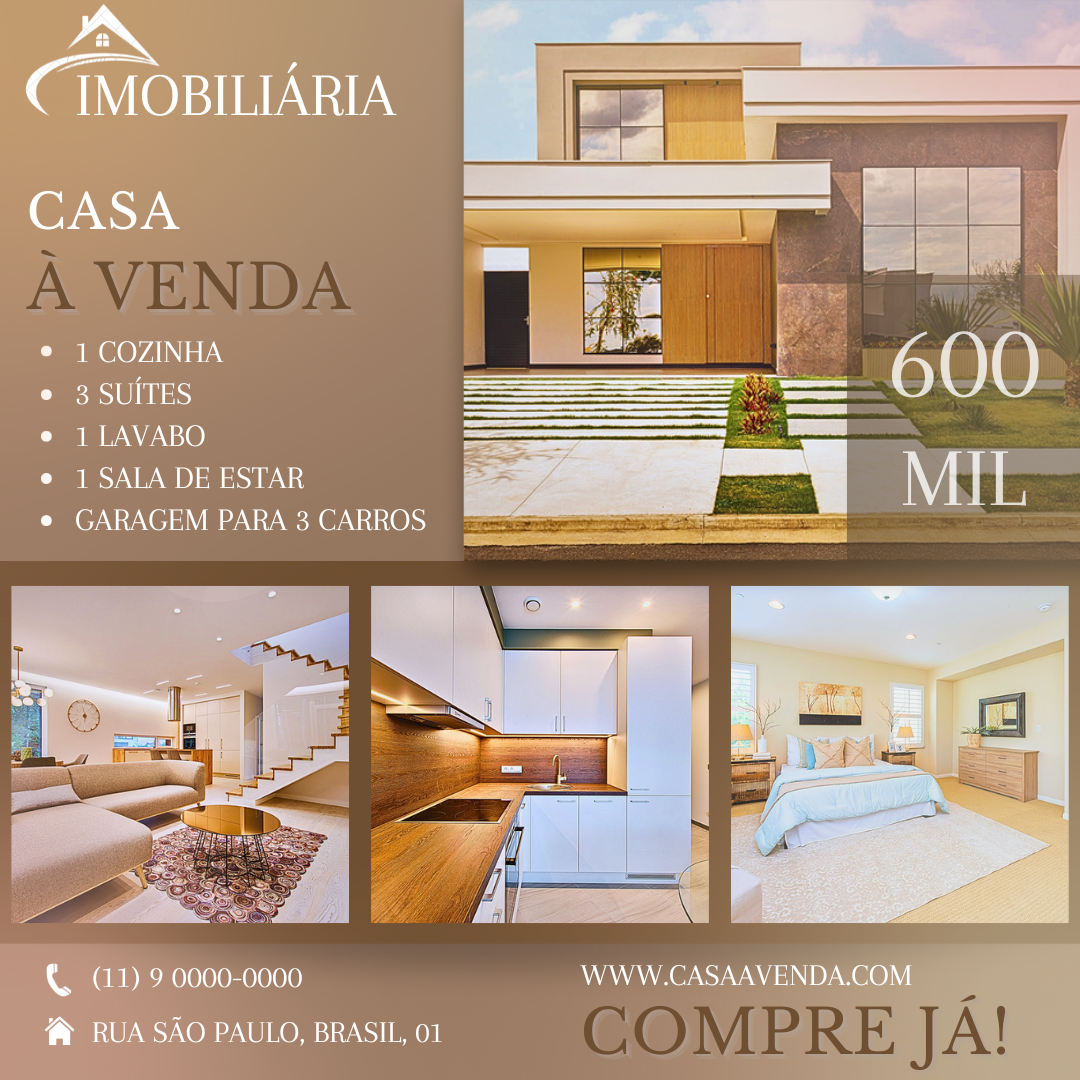 IMOBILIÁRIA
CASA
À VENDA
• 1 COZINHA
• 3 SUÍTES
• 1 LAVABO
• 1 SALA DE ESTAR
• GARAGEM PARA 3 CARROS
600
MIL
(11) 9 0000-0000
RUA SÃO PAULO, BRASIL, 01
WWW.CASAAVENDA.COM
COMPRE JÁ!